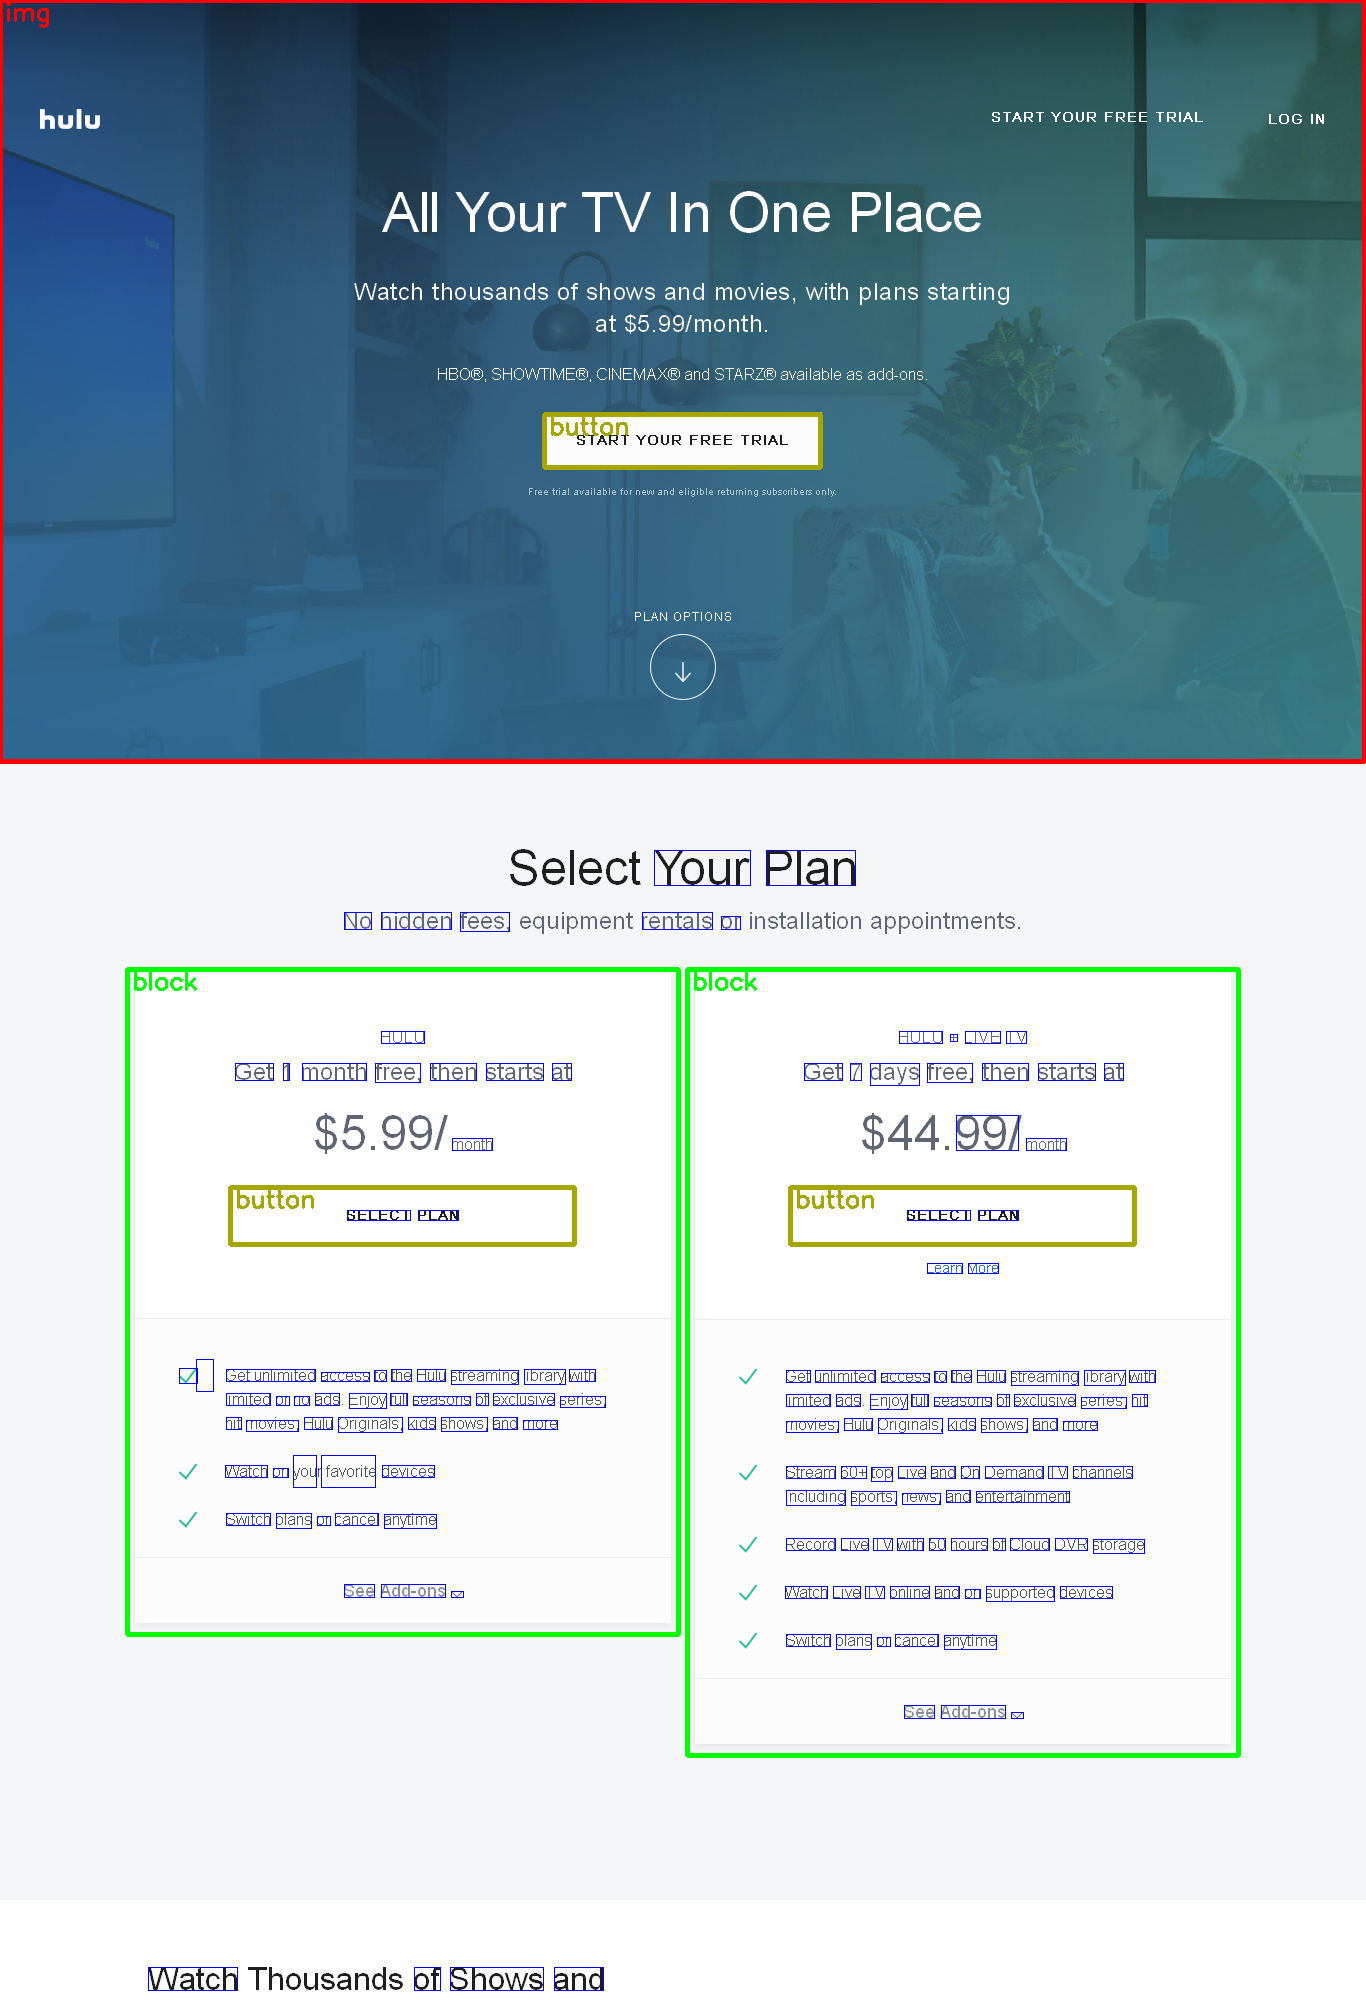 img
hulu
START YOUR FREE TRIAL
LOG IN
All Your TV In One Place
Watch thousands of shows and movies, with plans starting
at $5.99/month.
HBO®, SHOWTIME®, CINEMAX® and STARZ® available as add-ons.
button
START YOUR FREE TRIAL
Free trial available for new and eligible returning subscribers only.
PLAN OPTIONS
Select Your Plan
No hidden fees, equipment rentals or installation appointments.
block
HULU
Get 1 month free, then starts at
$5.99/month
button
SELECT PLAN
Get unlimited access to the Hulu streaming library with
limited or no ads. Enjoy full seasons of exclusive series,
hit movies, Hulu Originals, kids shows, and more
Watch on your favorite devices
Switch plans or cancel anytime
See Add-ons
block
HULU + LIVE TV
Get 7 days free, then starts at
$44.99/month
button
SELECT PLAN
Learn More
Get unlimited access to the Hulu streaming library with
limited ads. Enjoy full seasons of exclusive series, hit
movies, Hulu Originals, kids shows, and more
Stream 60+ top Live and On Demand TV channels
including sports, news, and entertainment
Record Live TV with 50 hours of Cloud DVR storage
Watch Live TV online and on supported devices
Switch plans or cancel anytime
See Add-ons
Watch Thousands of Shows and